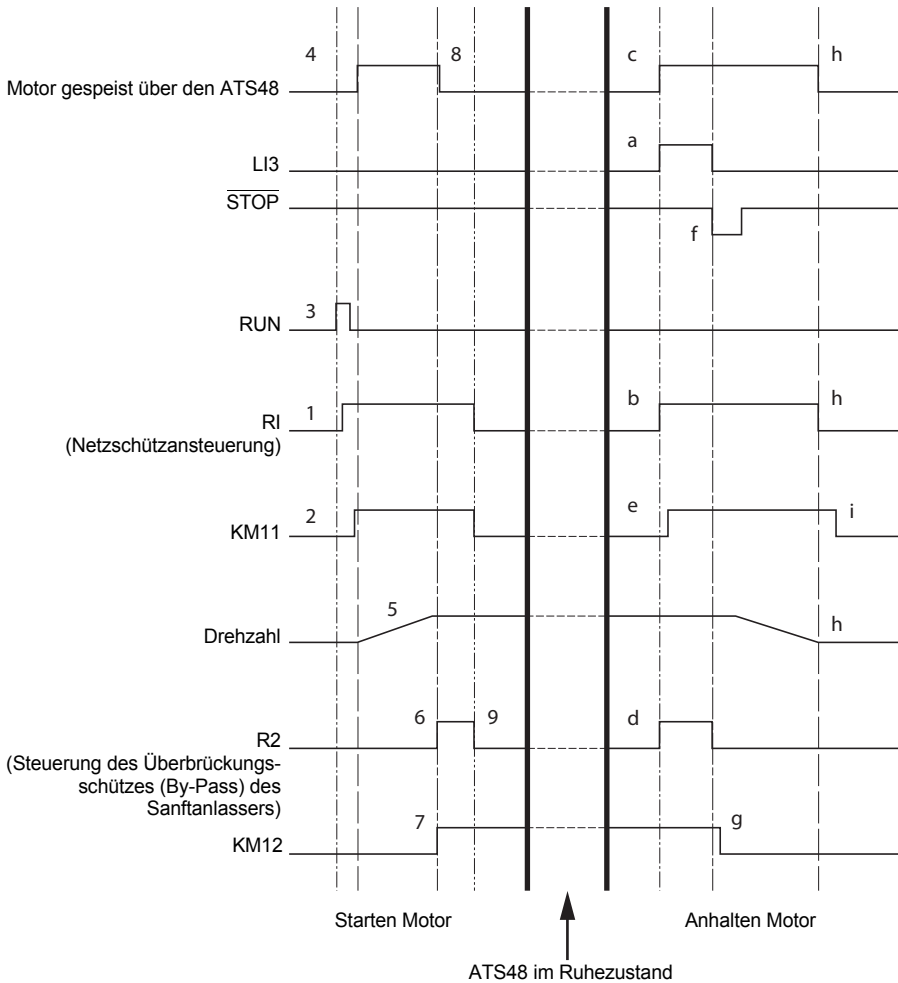 4 8 c h
Motor gespeist über den ATS48
a
LI3
STOP
f
3
RUN
1 b h
RI
(Netzschützansteuerung)
2 e i
KM11
5
Drehzahl h
6 9 d
R2
(Steuerung des Überbrückungs-
schützes (By-Pass) des
Sanftanlassers)
7 g
KM12
Starten Motor Anhalten Motor
ATS48 im Ruhezustand